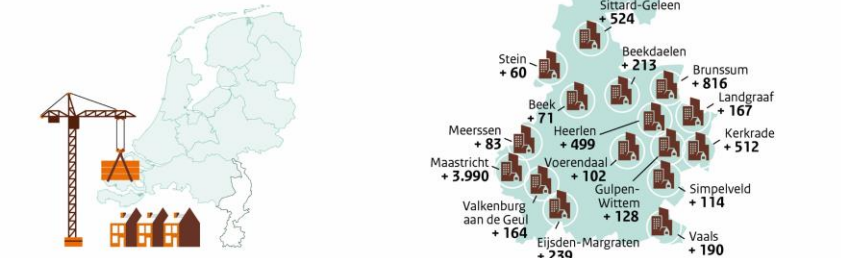 Sittard-Geleen
+ 524
Stein
+ 60
Beekdaelen
+ 213
Brunssum
+ 816
Landgraaf
+ 167
Beek
+ 71
Meerssen
+ 83
Heerlen
+ 499
Kerkrade
+ 512
Maastricht
+ 3.990
Voerendaal
+ 102
Gulpen-
Wittem
+ 128
Simpelveld
+ 114
Valkenburg
aan de Geul
+ 164
Eijsden-Margraten
+ 239
Vaals
+ 190